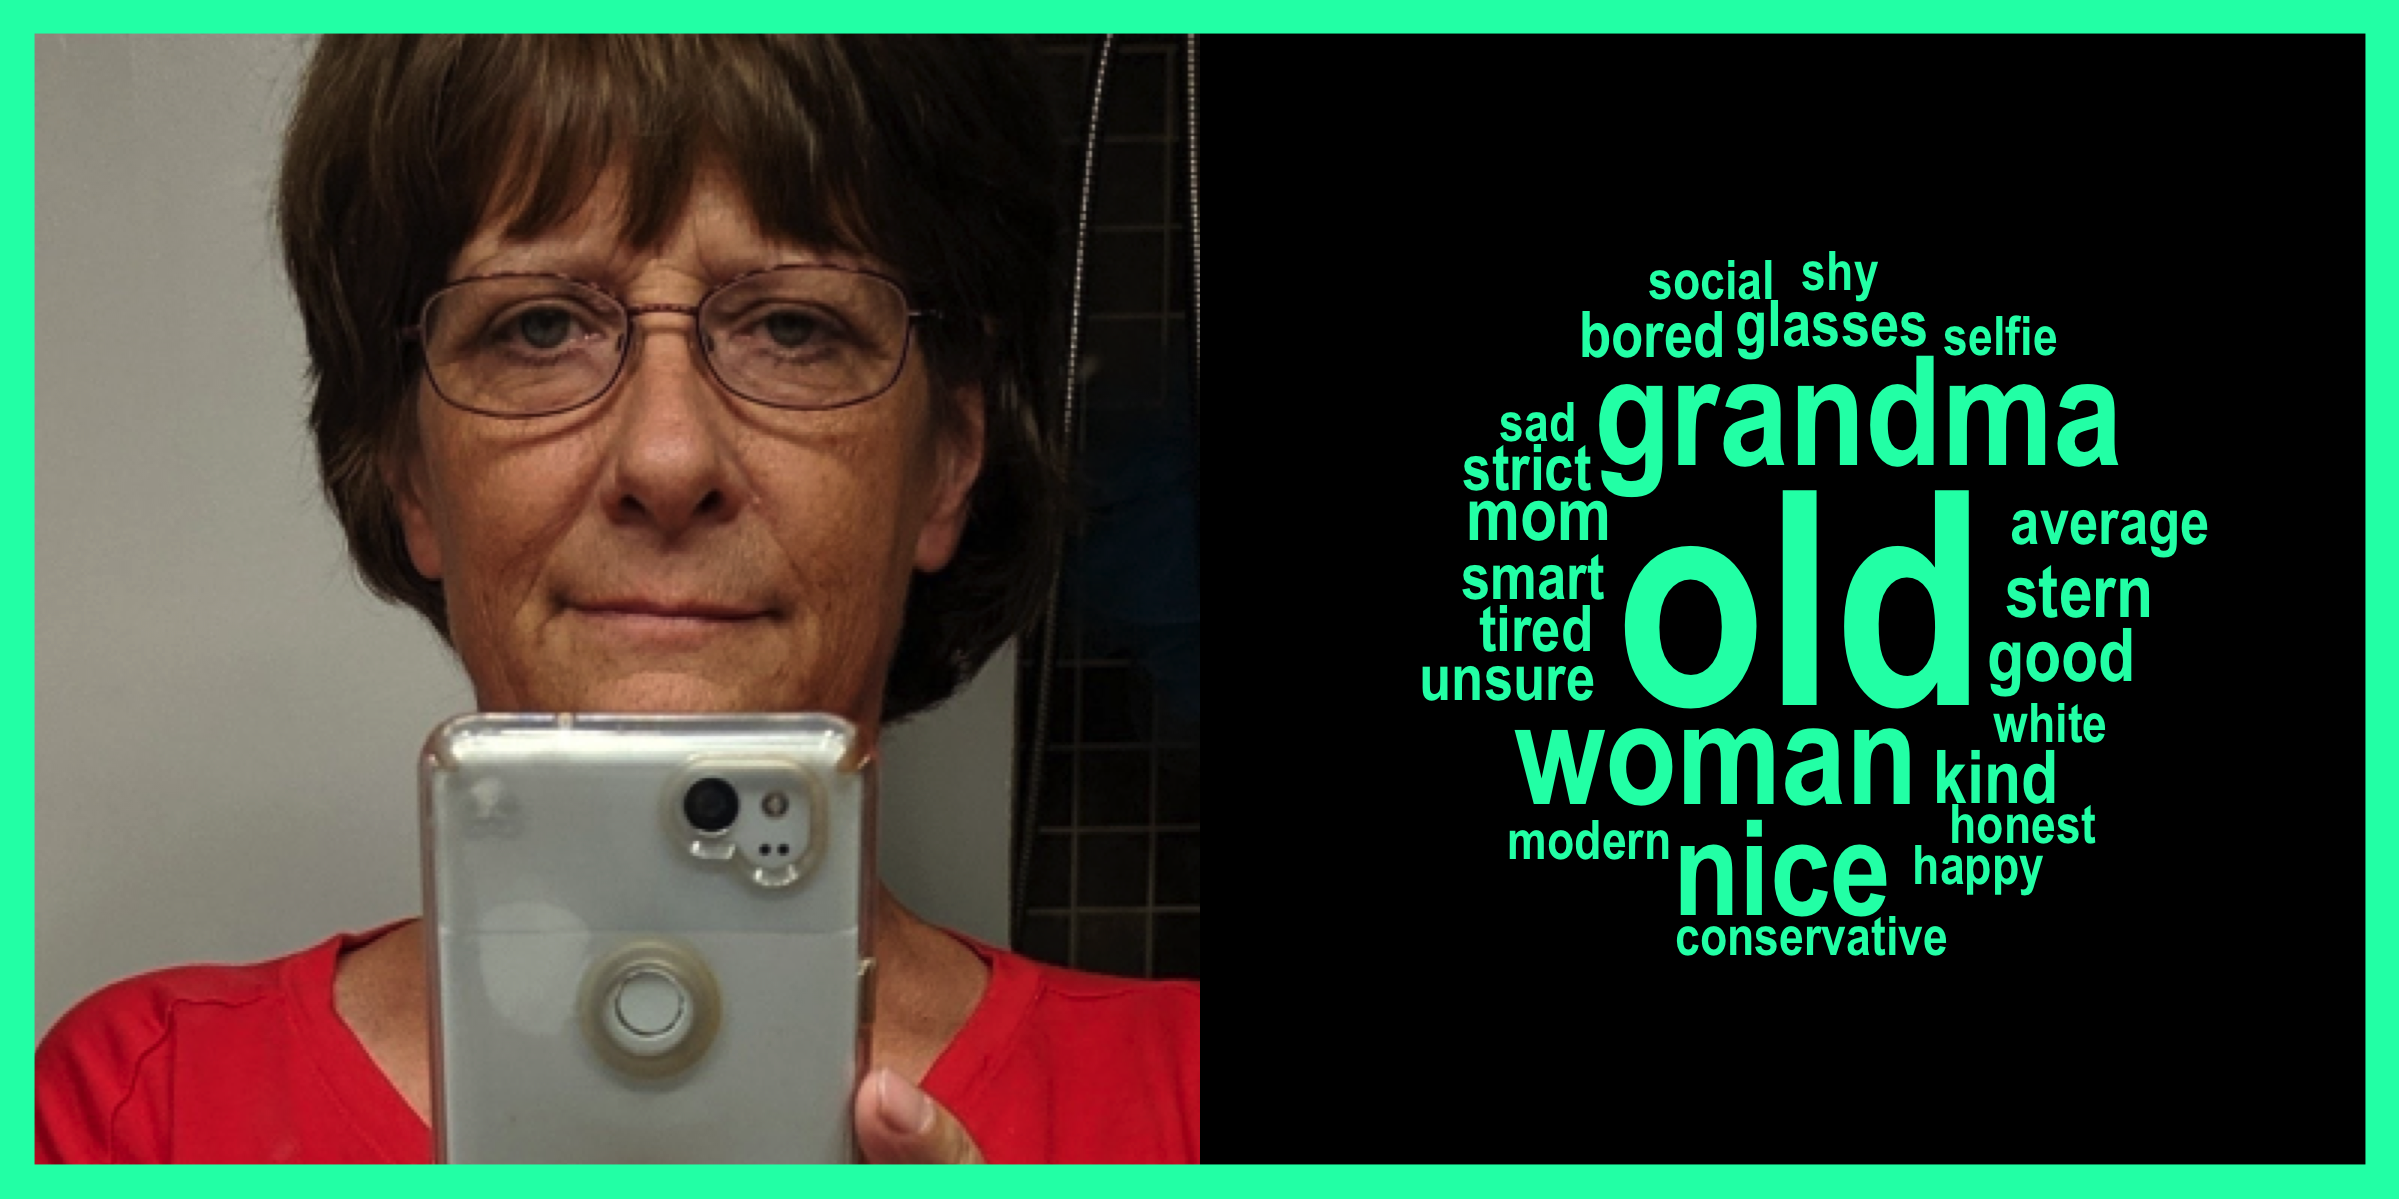 social shy
bored glasses selfie
grandma
sad
strict
mom
average
old
smart
stern
tired
good
unsure
white
woman
kind
honest
modern
nice
happy
conservative